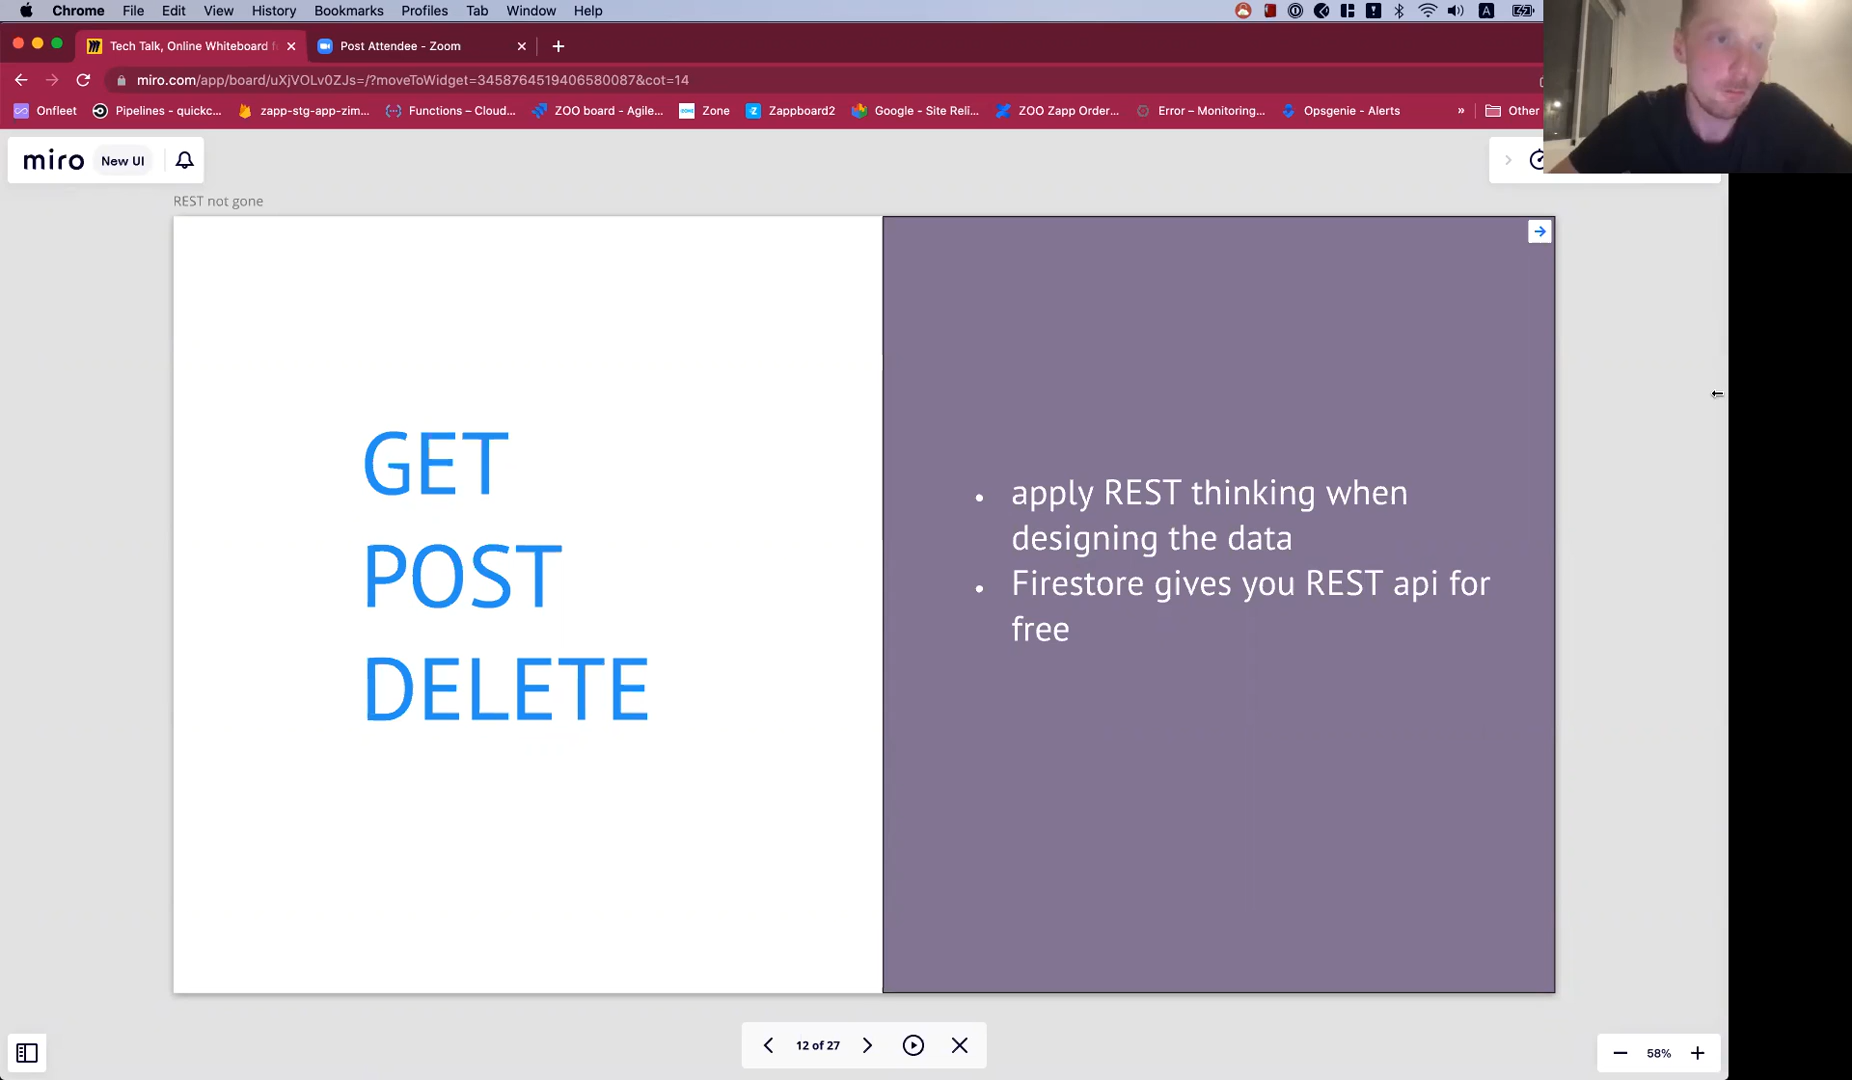 Chrome File Edit View History Bookmarks Profiles Tab Window Help
Tech Talk, Online Whiteboard f
Post Attendee - Zoom
miro.com/app/board/uXjVOLv0ZJs=/?moveToWidget=3458764519406580087&cot=14
Onfleet
Pipelines - quickc...
zapp-stg-app-zim...
Functions – Cloud...
ZOO board - Agile...
Zone
Zappboard2
Google - Site Reli...
ZOO Zapp Order...
Error – Monitoring...
Opsgenie - Alerts
»
Other
miro New UI
REST not gone
GET
POST
DELETE
• apply REST thinking when
designing the data
• Firestore gives you REST api for
free
12 of 27
58%